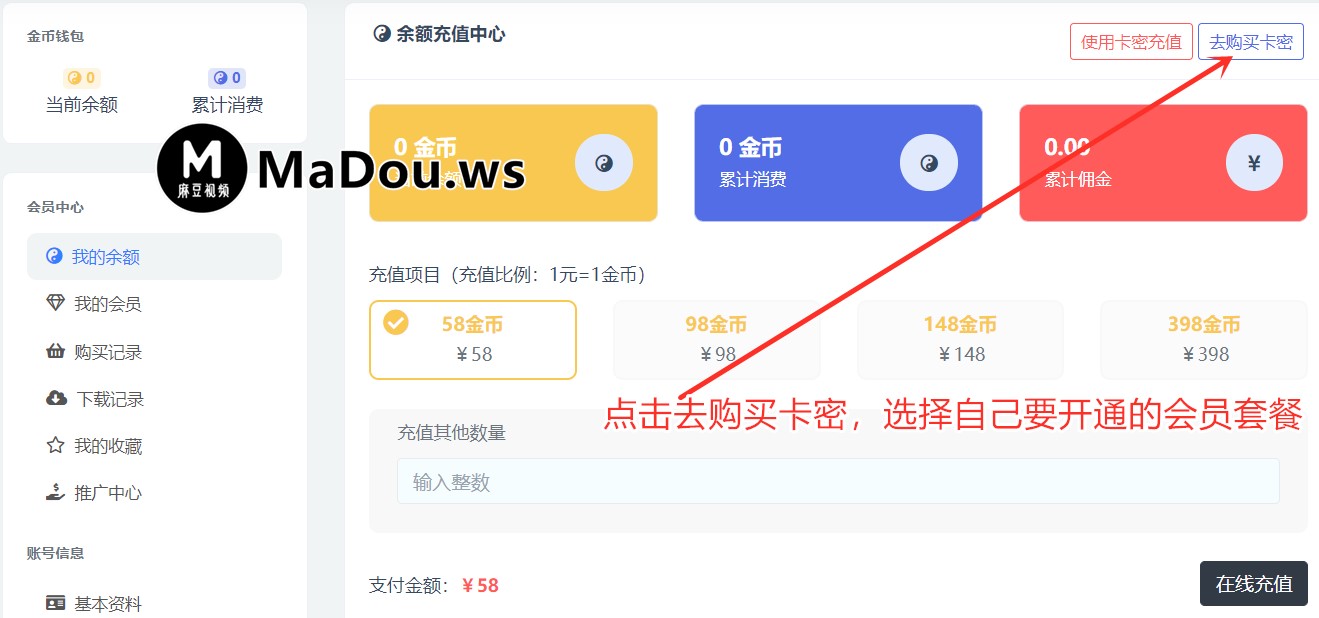 金币钱包
0
0
当前余额
累计消费
会员中心
我的余额
我的会员
购买记录
下载记录
我的收藏
推广中心
账号信息
基本资料
余额充值中心
使用卡密充值
去购买卡密
0 金币
0 金币
累计消费
0.00
累计佣金
¥
M
麻豆视频
MaDou.ws
充值项目（充值比例：1元=1金币）
58金币
¥58
98金币
¥98
148金币
¥148
398金币
¥398
点击去购买卡密，选择自己要开通的会员套餐
充值其他数量
输入整数
支付金额：¥58
在线充值